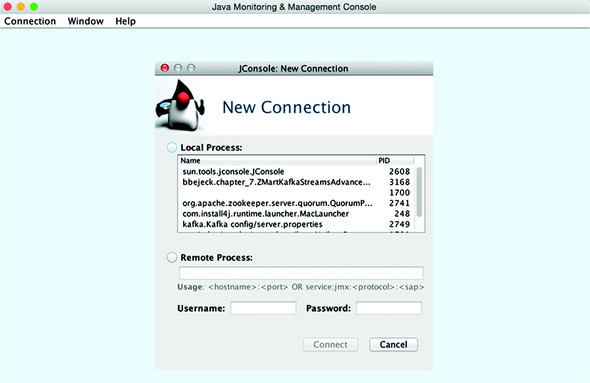 Java Monitoring & Management Console
Connection Window Help
JConsole: New Connection
New Connection
Local Process:
Name PID
sun.tools.jconsole.JConsole 2608
bbejeck.chapter_7.ZMartKafkaStreamsAdvance... 3168
1700
org.apache.zookeeper.server.quorum.QuorumP... 2741
com.install4j.runtime.launcher.MacLauncher 248
kafka.Kafka config/server.properties 2749
Remote Process:
Usage: <hostname>:<port> OR service:jmx:<protocol>:<sap>
Username: Password:
Connect Cancel